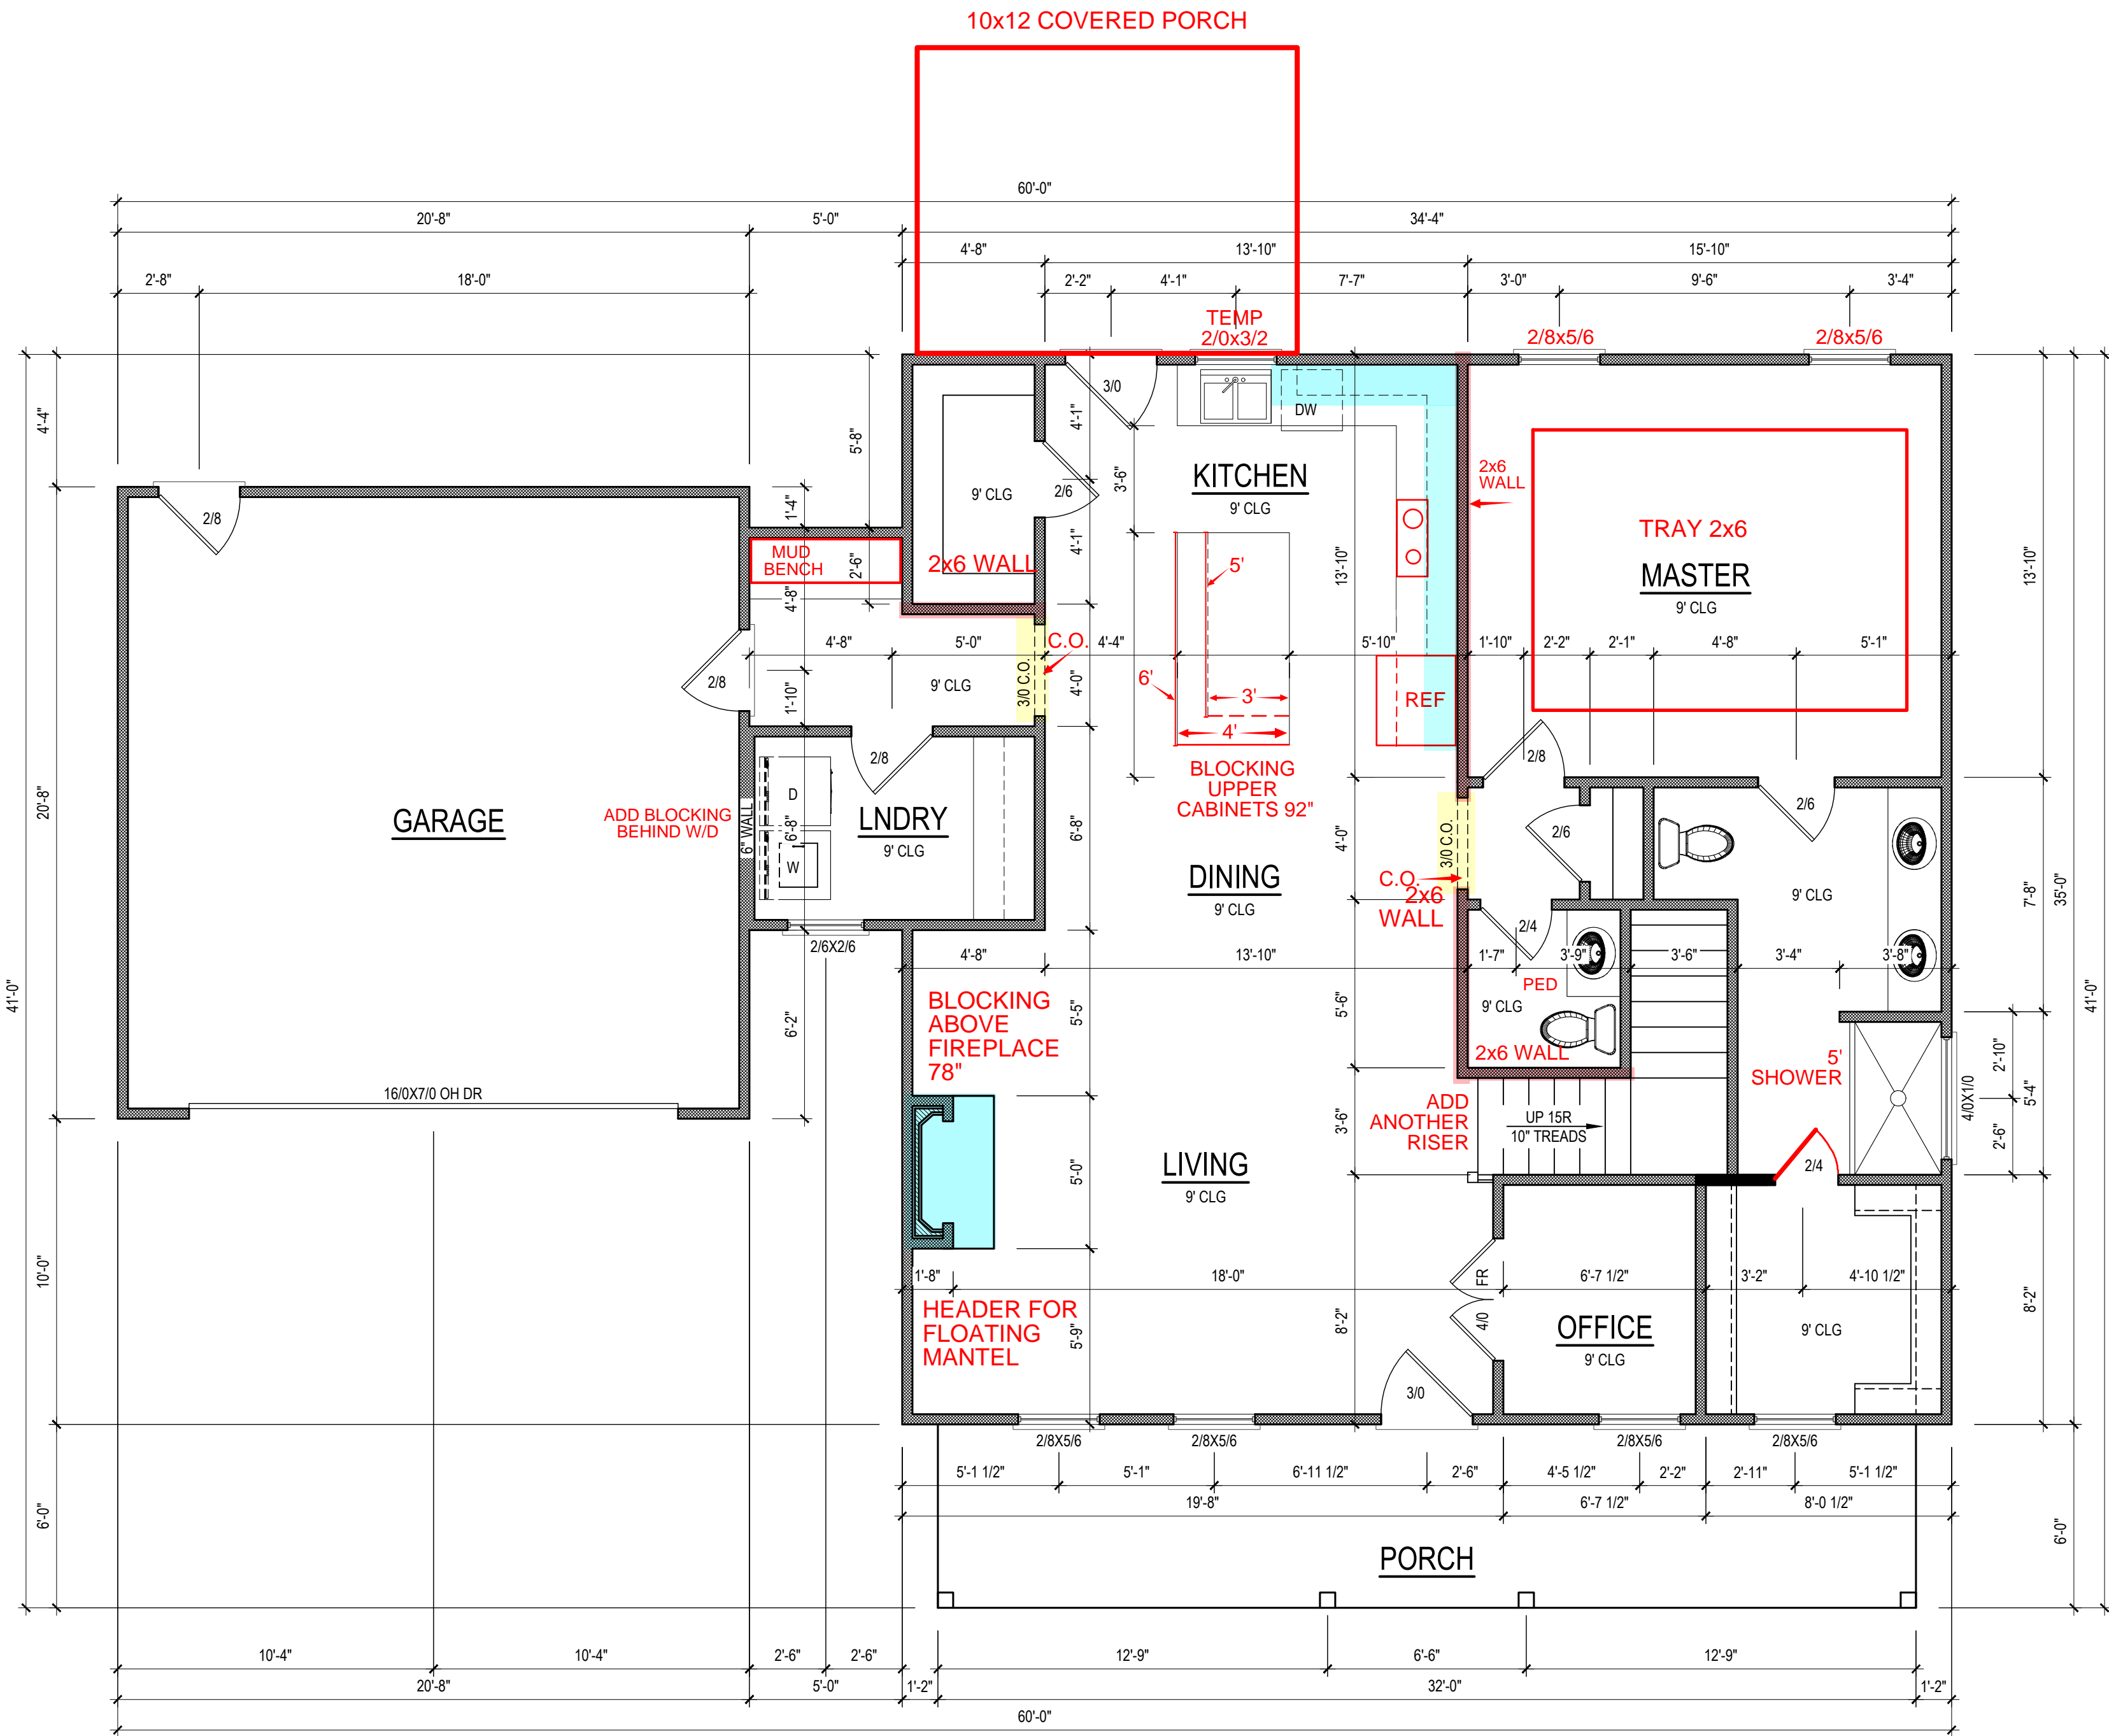 10x12 COVERED PORCH
60'-0"
20'-8"
5'-0"
34'-4"
4'-8"
13'-10"
15'-10"
2'-8"
18'-0"
2'-2"
4'-1"
7'-7"
3'-0"
9'-6"
3'-4"
TEMP
2/0x3/2
2/8x5/6
2/8x5/6
4'-4"
5'-8"
4'-1"
3/0
DW
3'-6"
KITCHEN
9' CLG
2x6
WALL
9' CLG
2/6
2/8
1'-4"
TRAY 2x6
MASTER
9' CLG
MUD
BENCH
2'-6"
2x6 WALL
4'-1"
5'
13'-10"
13'-10"
4'-8"
4'-8"
5'-0"
C.O.
4'-4"
5'-10"
1'-10"
2'-2"
2'-1"
4'-8"
5'-1"
2/8
1'-10"
9' CLG
3/0 C.O.
4'-0"
6'
3'
4'
REF
2/8
2/8
BLOCKING
UPPER
CABINETS 92"
20'-8"
GARAGE
ADD BLOCKING
BEHIND W/D
6" WALL
D
6'-8"
W
LNDRY
9' CLG
6'-8"
4'-0"
3/0 C.O.
2/6
2/6
DINING
9' CLG
C.O.
2x6
WALL
9' CLG
7'-8"
35'-0"
2/6X2/6
2/4
4'-8"
13'-10"
1'-7"
3'-9"
3'-6"
3'-4"
3'-8"
PED
9' CLG
41'-0"
41'-0"
6'-2"
BLOCKING
ABOVE
FIREPLACE
78"
5'-5"
5'-6"
2x6 WALL
5'
SHOWER
2'-10"
4/0X1/0
5'-4"
2'-6"
16/0X7/0 OH DR
ADD
ANOTHER
RISER
3'-6"
UP 15R
10" TREADS
5'-0"
LIVING
9' CLG
2/4
10'-0"
1'-8"
18'-0"
FR
6'-7 1/2"
3'-2"
4'-10 1/2"
8'-2"
HEADER FOR
FLOATING
MANTEL
5'-9"
8'-2"
4/0
OFFICE
9' CLG
9' CLG
3/0
2/8X5/6
2/8X5/6
2/8X5/6
2/8X5/6
5'-1 1/2"
5'-1"
6'-11 1/2"
2'-6"
4'-5 1/2"
2'-2"
2'-11"
5'-1 1/2"
19'-8"
6'-7 1/2"
8'-0 1/2"
6'-0"
6'-0"
PORCH
10'-4"
10'-4"
2'-6"
2'-6"
12'-9"
6'-6"
12'-9"
20'-8"
5'-0"
1'-2"
32'-0"
1'-2"
60'-0"